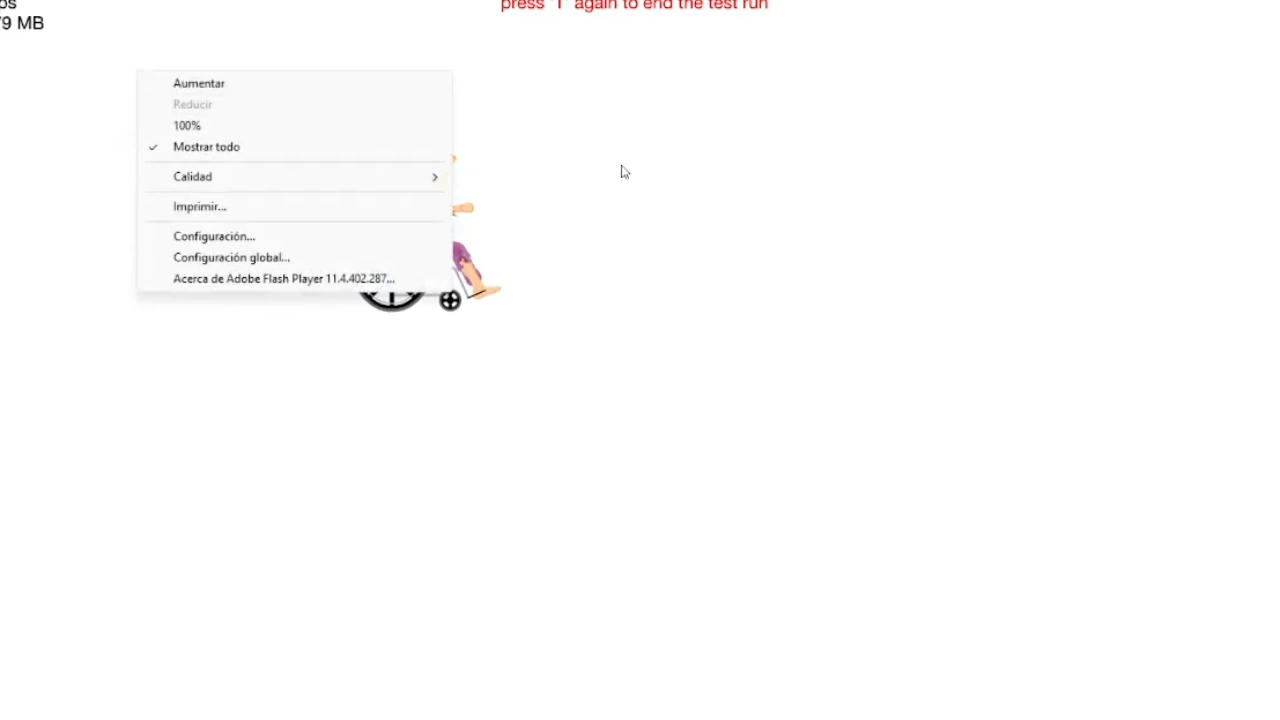 press 'T' again to end the test run
79 MB
Aumentar
Reducir
100%
Mostrar todo
Calidad
Imprimir...
Configuración...
Configuración global...
Acerca de Adobe Flash Player 11.4.402.287...